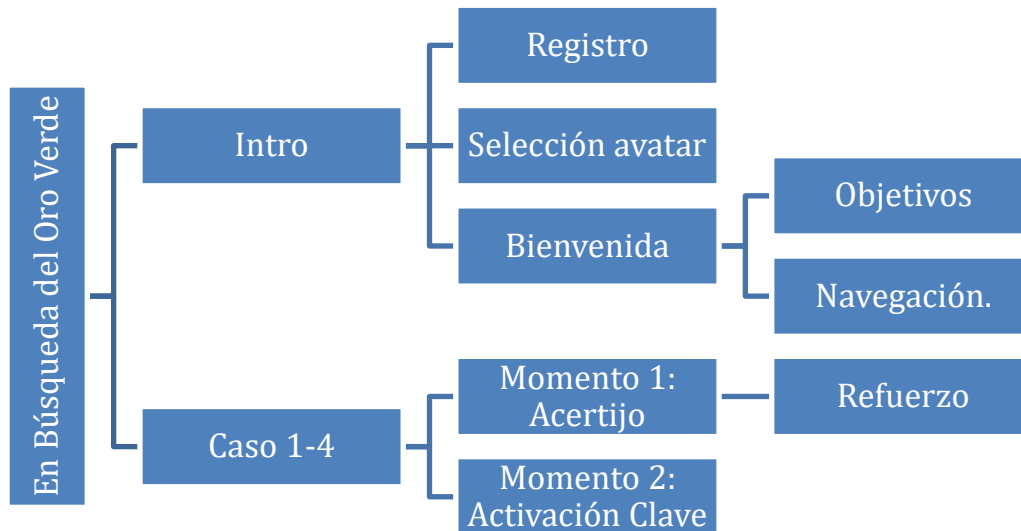 En Búsqueda del Oro Verde
Intro
Registro
Selección avatar
Bienvenida
Objetivos
Navegación.
Caso 1-4
Momento 1:
Acertijo
Refuerzo
Momento 2:
Activación Clave